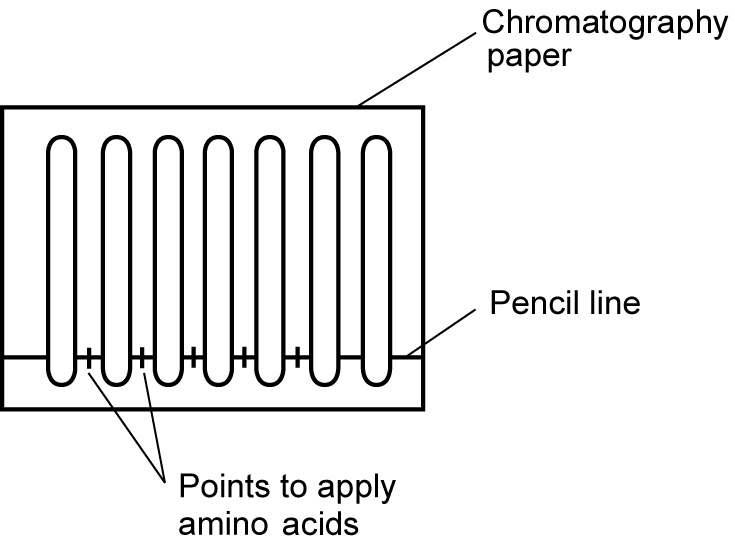 Chromatography
paper
Pencil line
Points to apply
amino acids